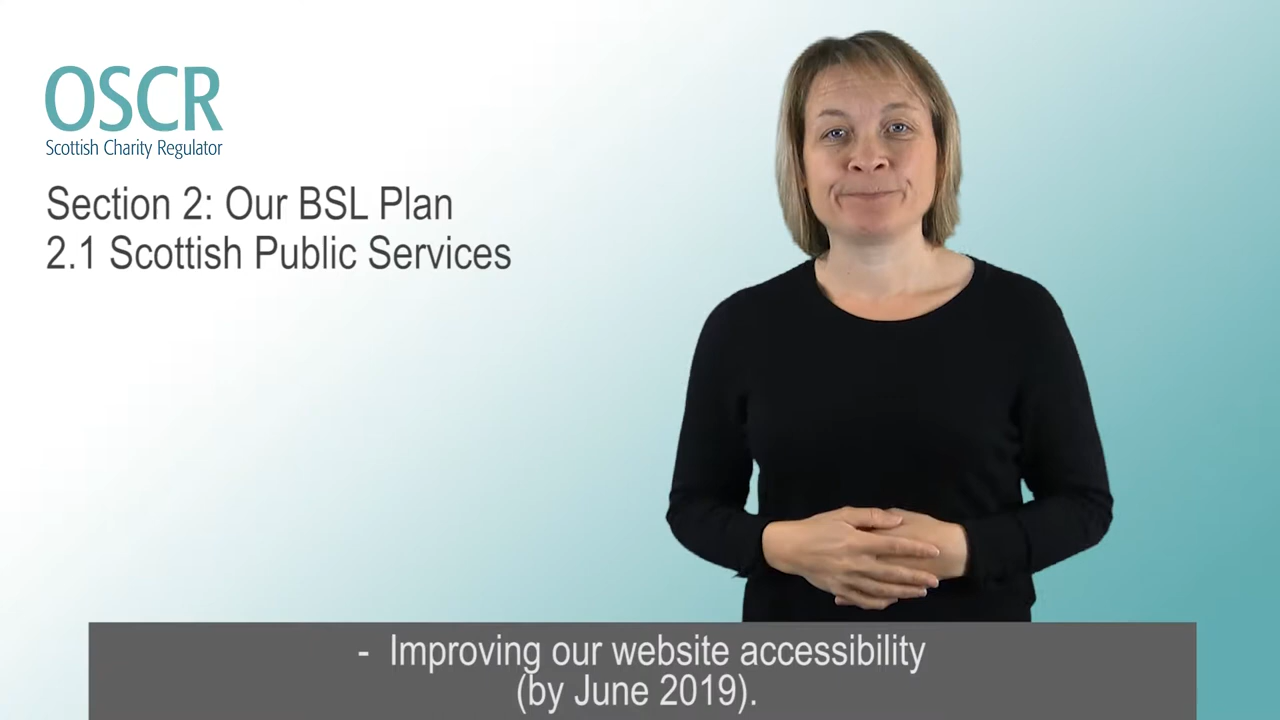 OSCR
Scottish Charity Regulator
Section 2: Our BSL Plan
2.1 Scottish Public Services
- Improving our website accessibility
(by June 2019).